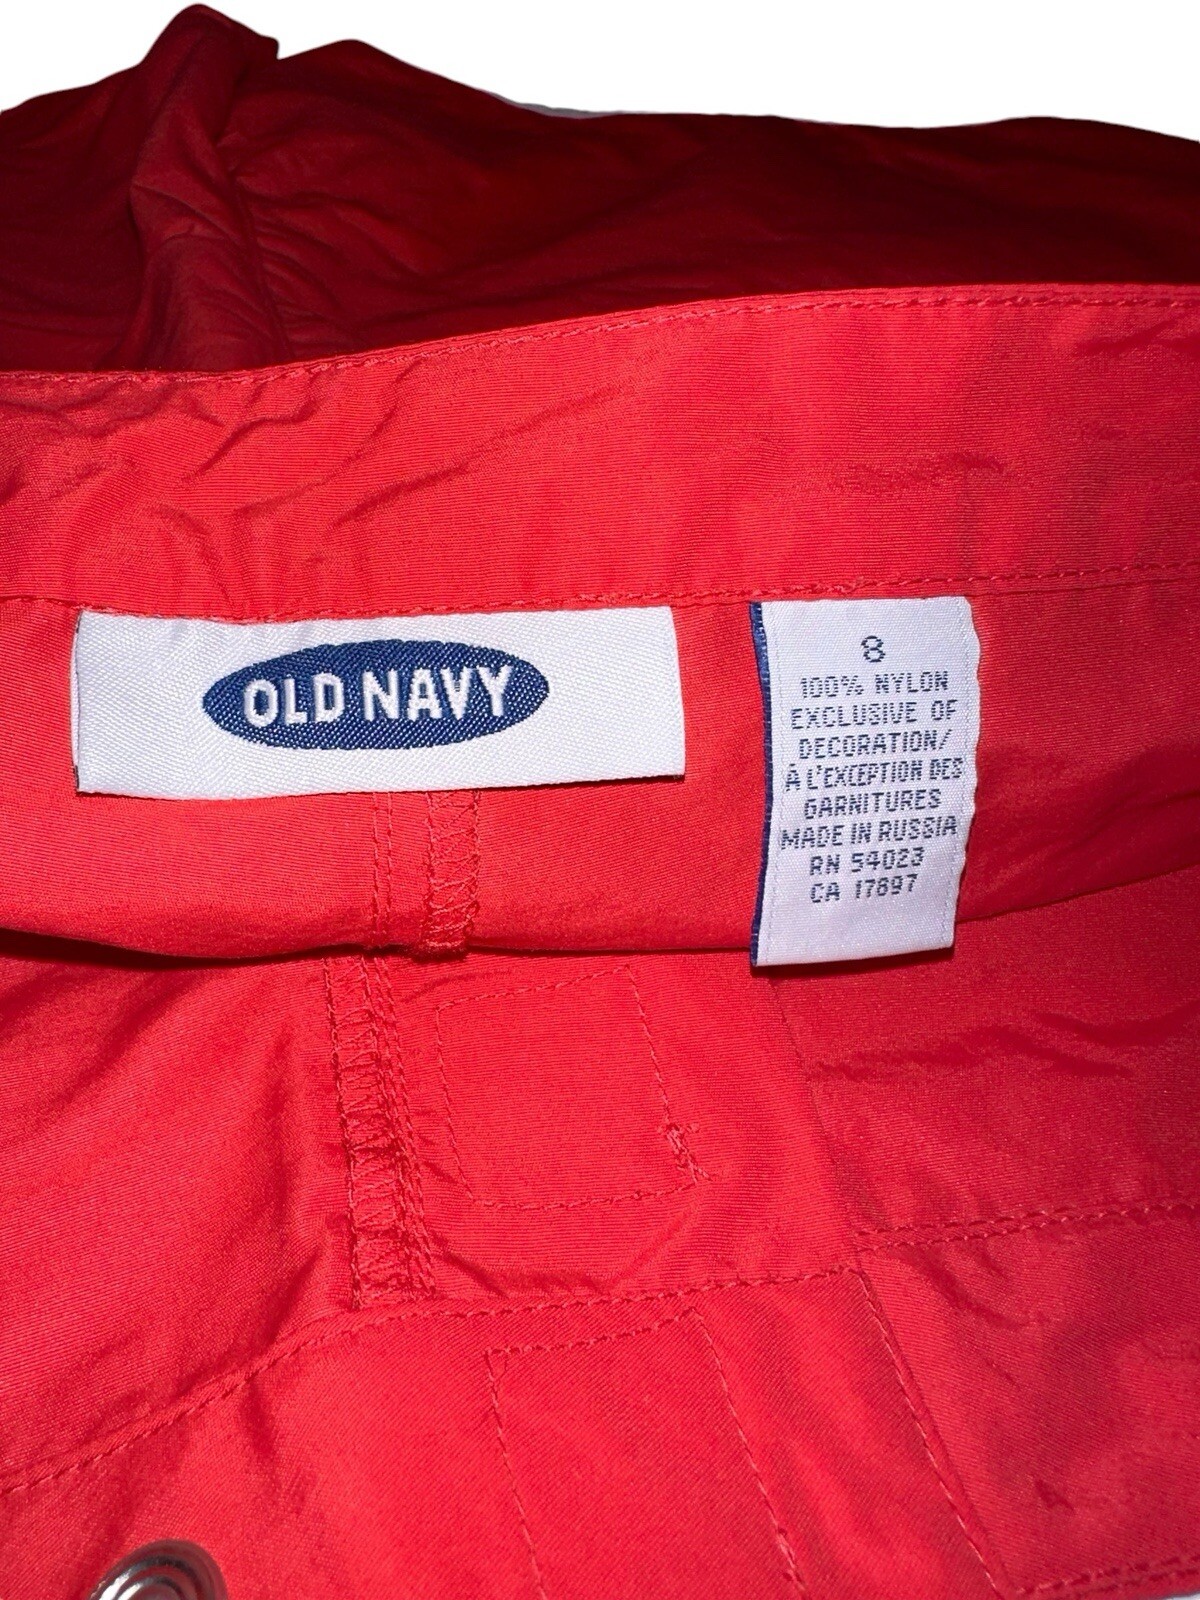 OLD NAVY
8
100% NYLON
EXCLUSIVE OF
DECORATION/
À L'EXCEPTION DES
GARNITURES
MADE IN RUSSIA
RN 54023
CA 17897